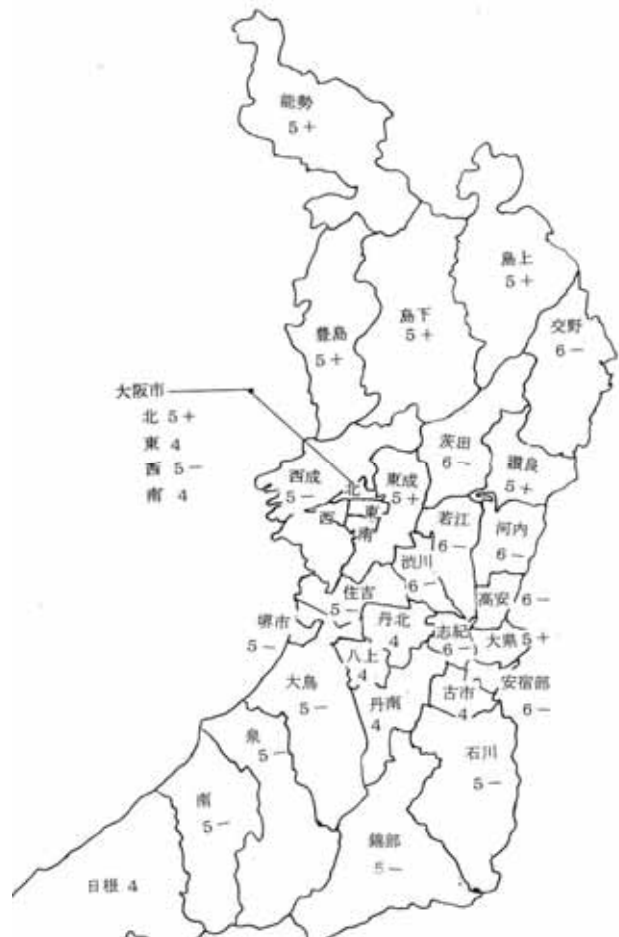 能勢
5+
島上
5+
島下
5+
豊島
5+
交野
6-
大阪市
北 5+
東 4
西 5-
南 4
茨田
6-
讃良
5+
西成
5-
北
東成
5+
東
西
南
若江
6-
河内
6-
渋川
6-
高安 6-
住吉
5-
堺市
5-
丹北
4
志紀
6-
大県 5+
八上
4
大鳥
5-
丹南
4
古市
4
安宿部
6-
泉
5-
石川
5-
南
5-
錦部
5-
日根 4